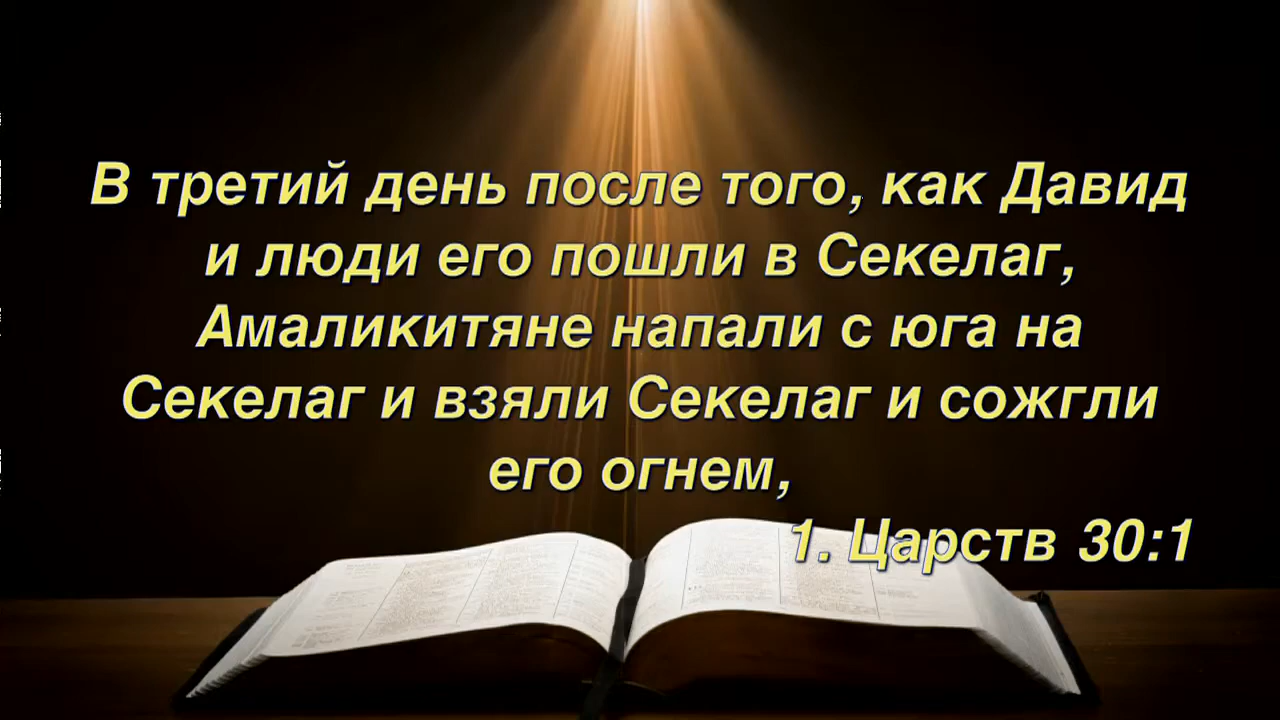 В третий день после того, как Давид
и люди его пошли в Секелаг,
Амаликитяне напали с юга на
Секелаг и взяли Секелаг и сожгли
его огнем,
1. Царств 30:1